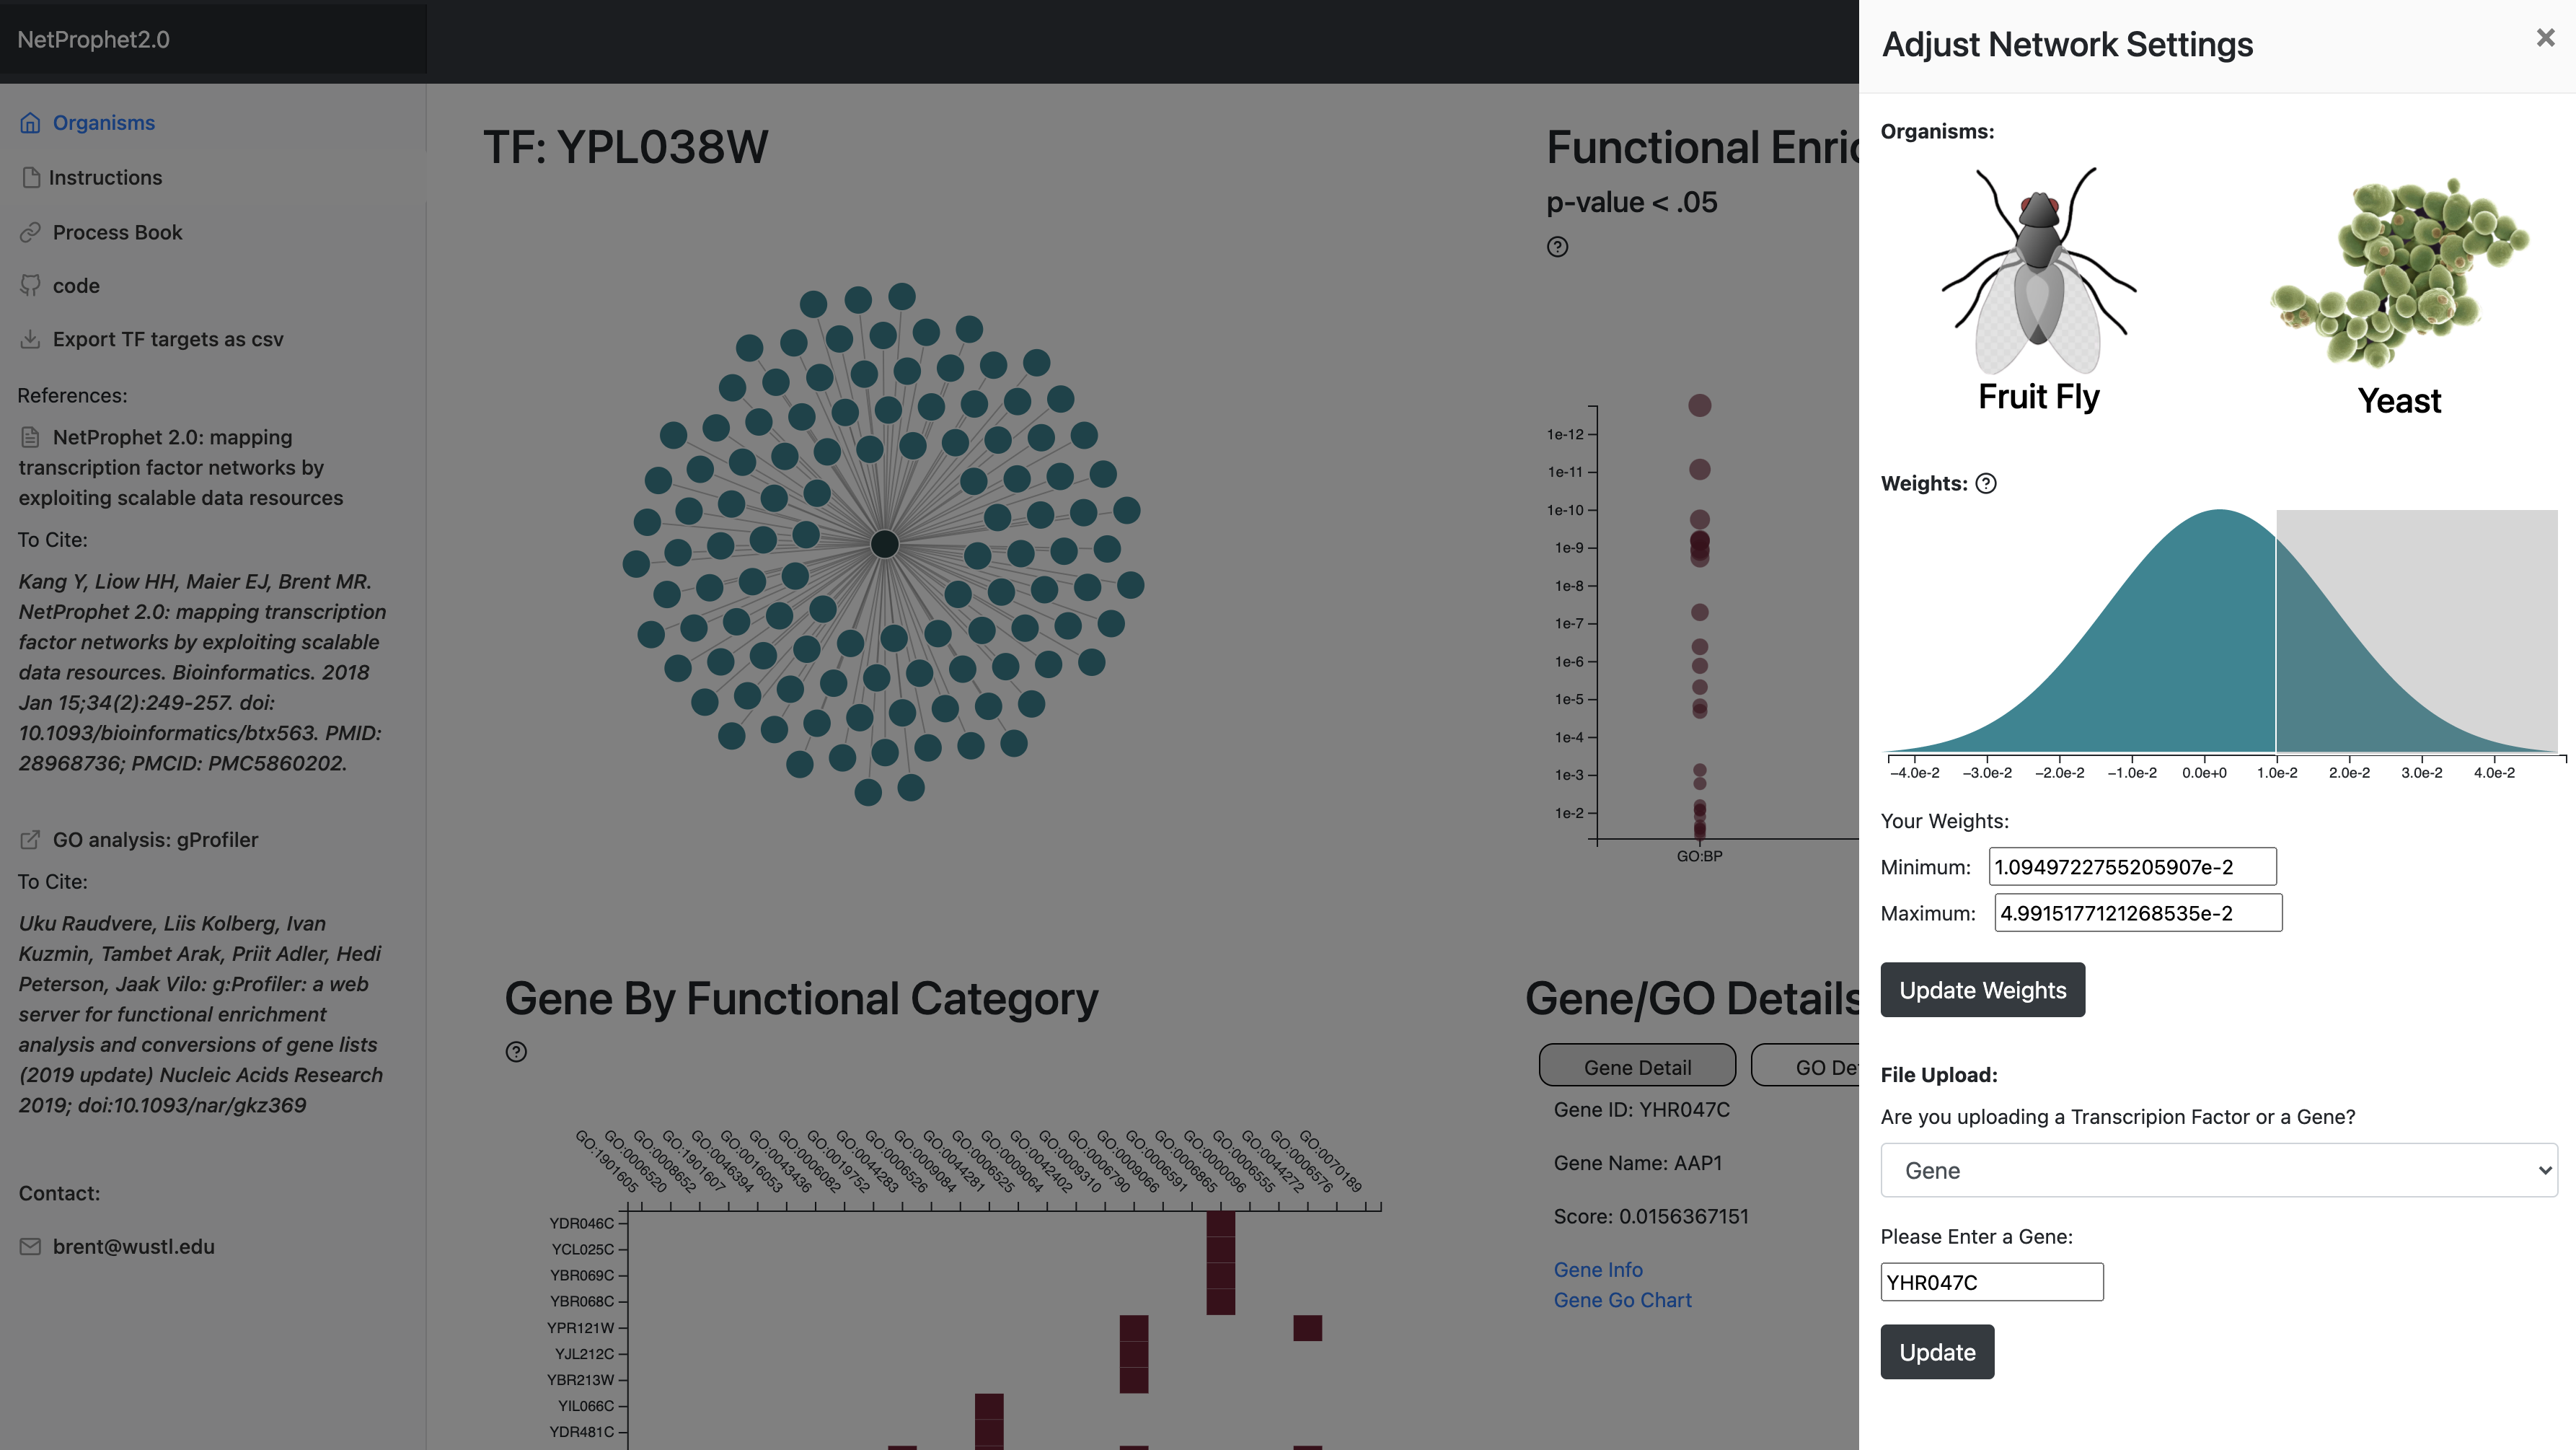 NetProphet2.0
Organisms
Instructions
Process Book
code
Export TF targets as csv
References:
NetProphet 2.0: mapping
transcription factor networks by
exploiting scalable data resources
To Cite:
Kang Y, Liow HH, Maier EJ, Brent MR.
NetProphet 2.0: mapping transcription
factor networks by exploiting scalable
data resources. Bioinformatics. 2018
Jan 15;34(2):249-257. doi:
10.1093/bioinformatics/btx563. PMID:
28968736; PMCID: PMC5860202.
GO analysis: gProfiler
To Cite:
Uku Raudvere, Liis Kolberg, Ivan
Kuzmin, Tambet Arak, Priit Adler, Hedi
Peterson, Jaak Vilo: g:Profiler: a web
server for functional enrichment
analysis and conversions of gene lists
(2019 update) Nucleic Acids Research
2019; doi:10.1093/nar/gkz369
Contact:
brent@wustl.edu
TF: YPL038W
Functional Enric
p-value < .05
?
1e-12
1e-11
1e-10
1e-9
1e-8
1e-7
1e-6
1e-5
1e-4
1e-3
1e-2
GO:BP
Gene By Functional Category
?
GO:1901605
GO:0006520
GO:0008652
GO:1901607
GO:0046394
GO:0016053
GO:0043436
GO:0006082
GO:0019752
GO:0044283
GO:0006526
GO:0009084
GO:0044281
GO:0006525
GO:0009064
GO:0042402
GO:0009310
GO:0006790
GO:0009066
GO:0006591
GO:0006865
GO:0000096
GO:0006555
GO:0044272
GO:0006576
GO:0070189
YDR046C
YCL025C
YBR069C
YBR068C
YPR121W
YJL212C
YBR213W
YIL066C
YDR481C
Gene/GO Details
Gene Detail
GO De
Gene ID: YHR047C
Gene Name: AAP1
Score: 0.0156367151
Gene Info
Gene Go Chart
Adjust Network Settings
×
Organisms:
Fruit Fly
Yeast
Weights: ?
−4.0e-2 −3.0e-2 −2.0e-2 −1.0e-2 0.0e+0 1.0e-2 2.0e-2 3.0e-2 4.0e-2
Your Weights:
Minimum: 1.0949722755205907e-2
Maximum: 4.9915177121268535e-2
Update Weights
File Upload:
Are you uploading a Transcripion Factor or a Gene?
Gene
Please Enter a Gene:
YHR047C
Update